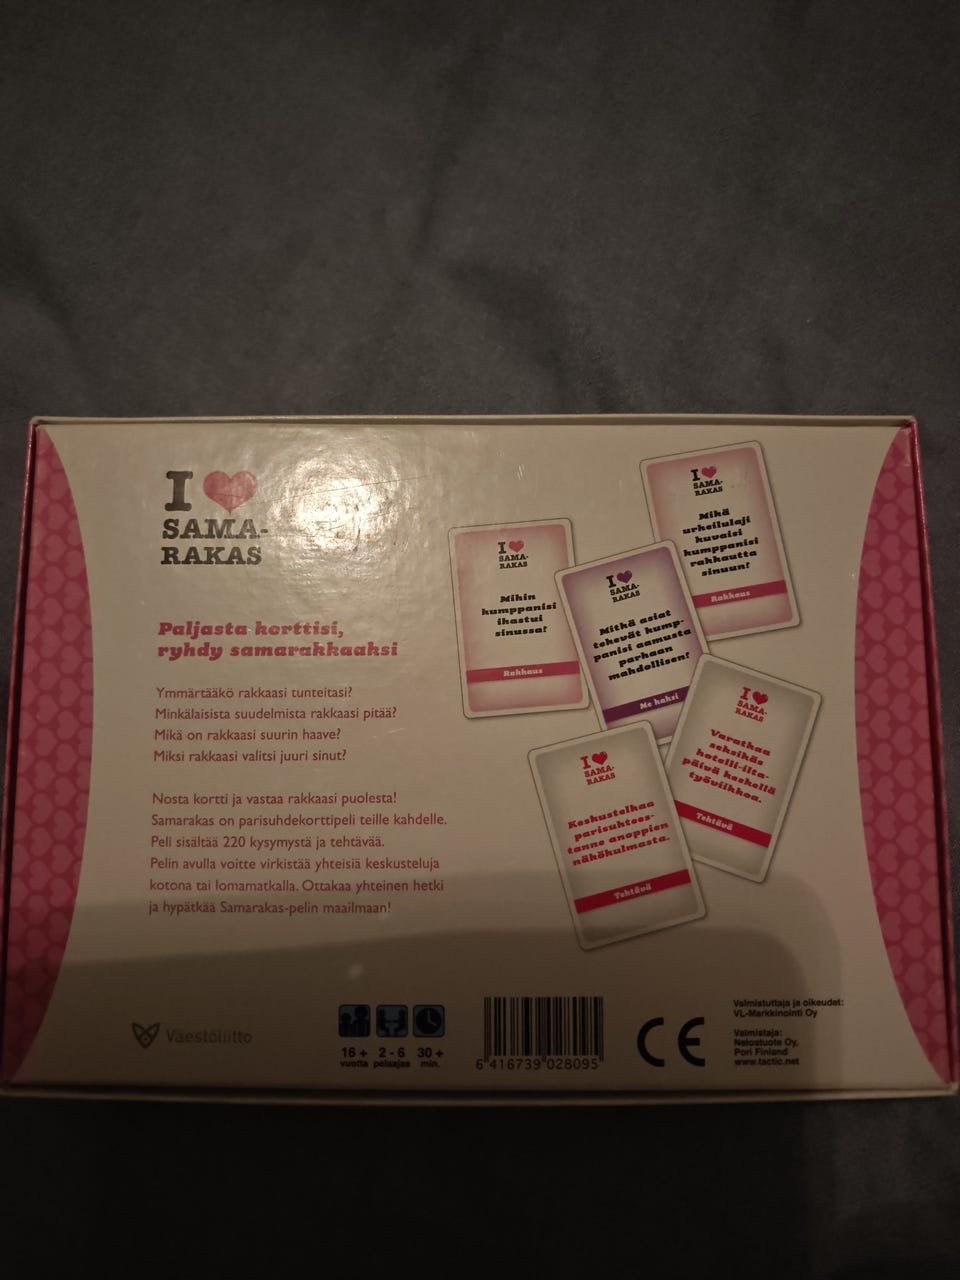 I ♥
SAMA-
RAKAS
Paljasta korttisi,
ryhdy samarakkaaksi
Ymmärtääkö rakkaasi tunteitasi?
Minkälaisista suudelmista rakkaasi pitää?
Mikä on rakkaasi suurin haave?
Miksi rakkaasi valitsi juuri sinut?
Nosta kortti ja vastaa rakkaasi puolesta!
Samarakas on parisuhdekorttipeli teille kahdelle.
Peli sisältää 220 kysymystä ja tehtävää.
Pelin avulla voitte virkistää yhteisiä keskusteluja
kotona tai lomamatkalla. Ottakaa yhteinen hetki
ja hypätkää Samarakas-pelin maailmaan!
I ♥
SAMA-
RAKAS
Mihin
kumppanisi
ihastui
sinussa?
Rakkaus
I ♥
SAMA-
RAKAS
Mitkä asiat
tekevät kump-
panisi aamusta
parhaan
mahdollisen?
Me kaksi
I ♥
SAMA-
RAKAS
Mikä
urheilulaji
kuvaisi
kumppanisi
rakkautta
sinuun?
Rakkaus
I ♥
SAMA-
RAKAS
Keskustelkaa
parisuhtees-
tanne anoppien
näkökulmasta.
Tehtävä
I ♥
SAMA-
RAKAS
Varatkaa
seksikäs
hotelli-ilta-
päivä keskellä
työviikkoa.
Tehtävä
Väestöliitto
16 +
vuotta
2 - 6
pelaajaa
30 +
min.
6 416739 028095
CE
Valmistuttaja ja oikeudet:
VL-Markkinointi Oy
Valmistaja:
Nelostuote Oy,
Pori Finland
www.tactic.net